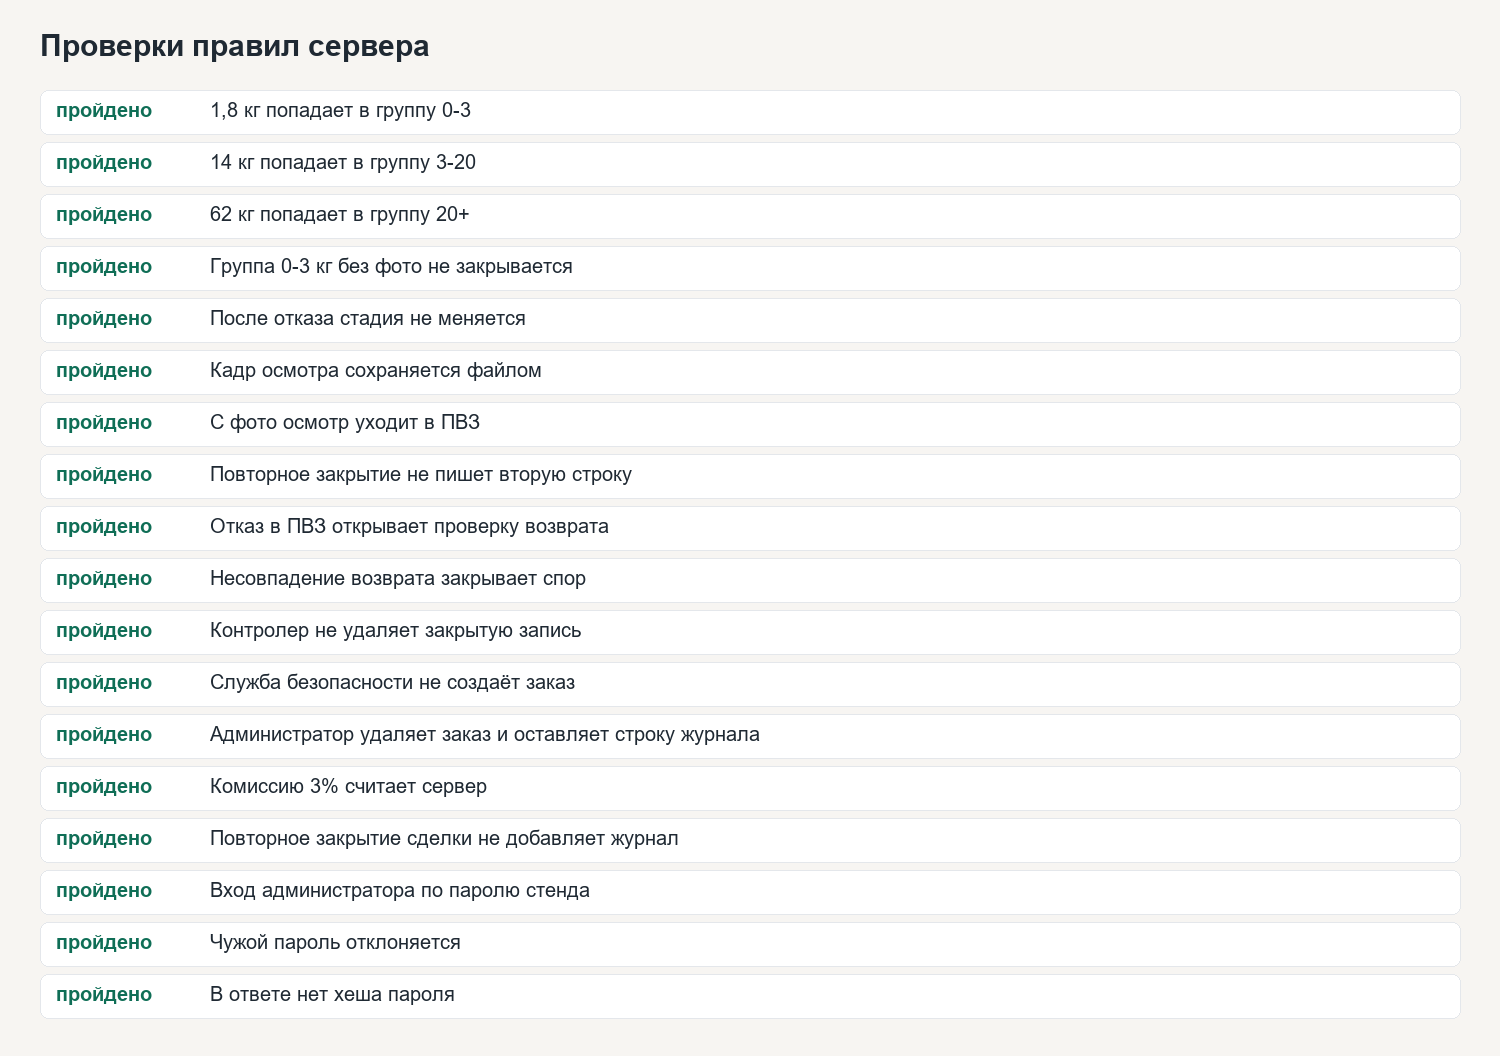 Проверки правил сервера
пройдено 1,8 кг попадает в группу 0-3
пройдено 14 кг попадает в группу 3-20
пройдено 62 кг попадает в группу 20+
пройдено Группа 0-3 кг без фото не закрывается
пройдено После отказа стадия не меняется
пройдено Кадр осмотра сохраняется файлом
пройдено С фото осмотр уходит в ПВЗ
пройдено Повторное закрытие не пишет вторую строку
пройдено Отказ в ПВЗ открывает проверку возврата
пройдено Несовпадение возврата закрывает спор
пройдено Контролер не удаляет закрытую запись
пройдено Служба безопасности не создаёт заказ
пройдено Администратор удаляет заказ и оставляет строку журнала
пройдено Комиссию 3% считает сервер
пройдено Повторное закрытие сделки не добавляет журнал
пройдено Вход администратора по паролю стенда
пройдено Чужой пароль отклоняется
пройдено В ответе нет хеша пароля